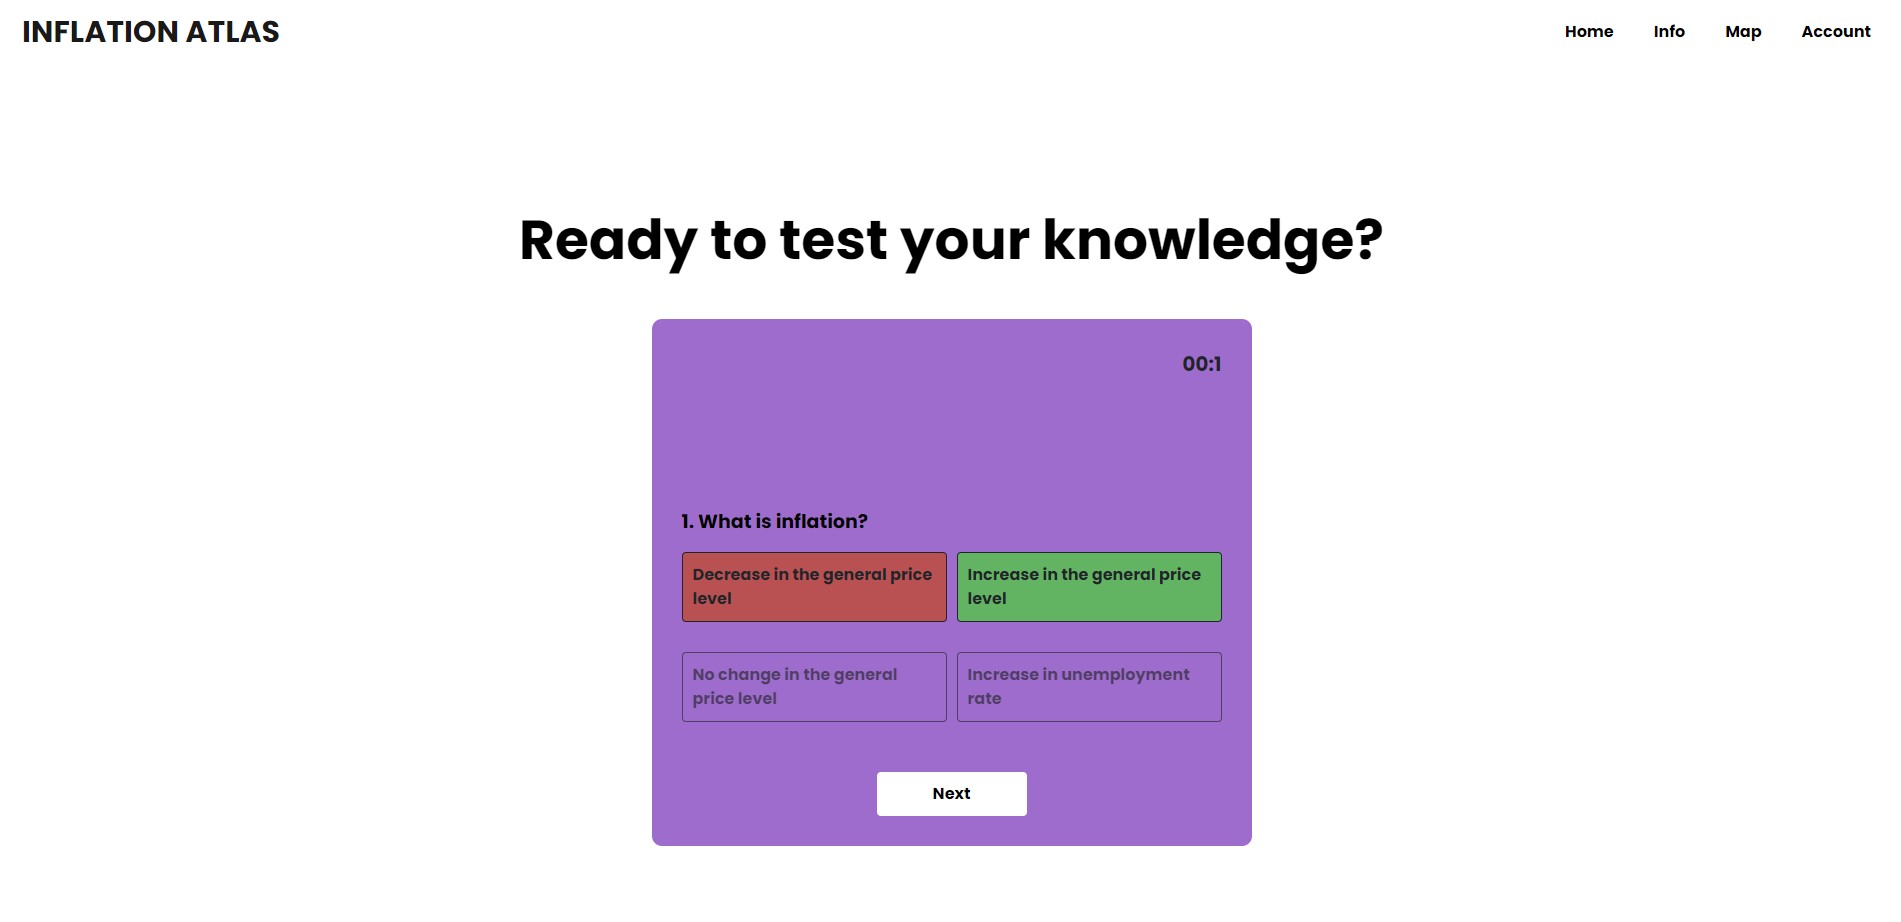 INFLATION ATLAS
Home Info Map Account
Ready to test your knowledge?
00:1
1. What is inflation?
Decrease in the general price
level
Increase in the general price
level
No change in the general
price level
Increase in unemployment
rate
Next